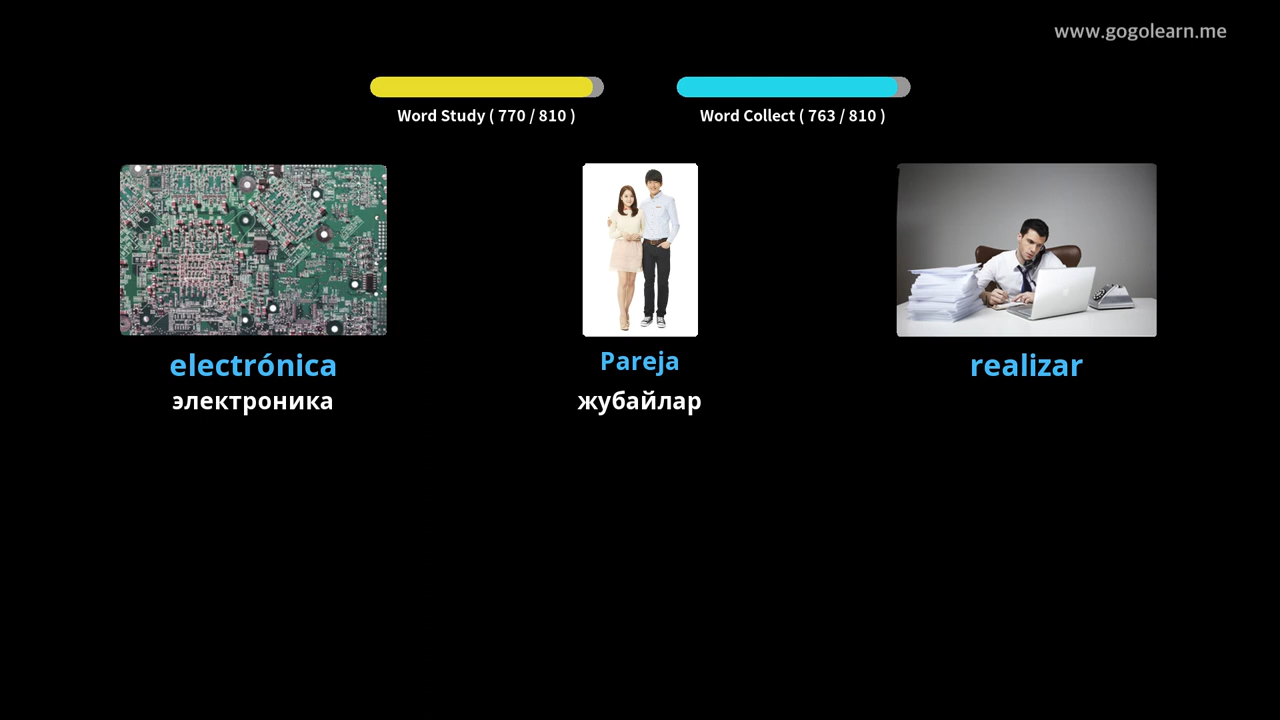 www.gogolearn.me
Word Study ( 770 / 810 )
Word Collect ( 763 / 810 )
electrónica
Pareja
realizar
электроника
жубайлар